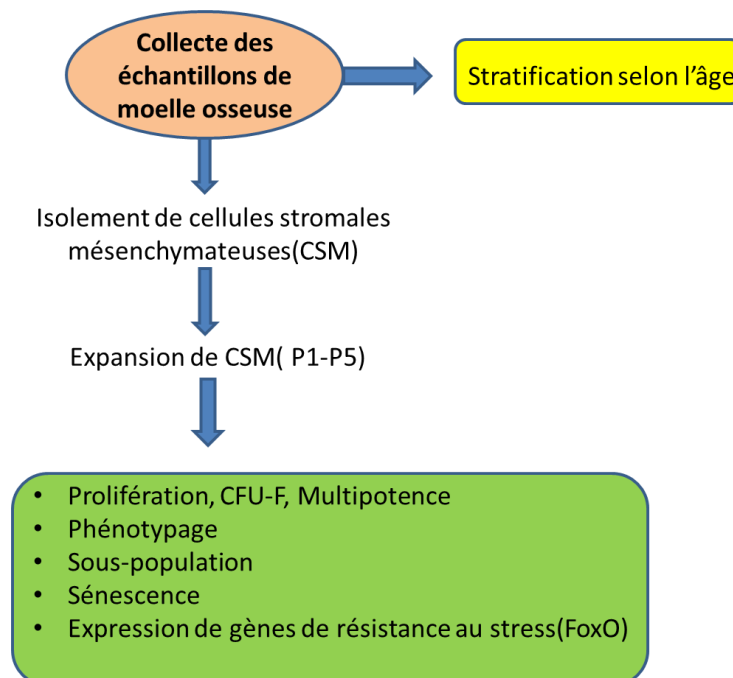 Collecte des
échantillons de
moelle osseuse
Stratification selon l’âge
Isolement de cellules stromales
mésenchymateuses(CSM)
Expansion de CSM( P1-P5)
• Prolifération, CFU-F, Multipotence
• Phénotypage
• Sous-population
• Sénescence
• Expression de gènes de résistance au stress(FoxO)